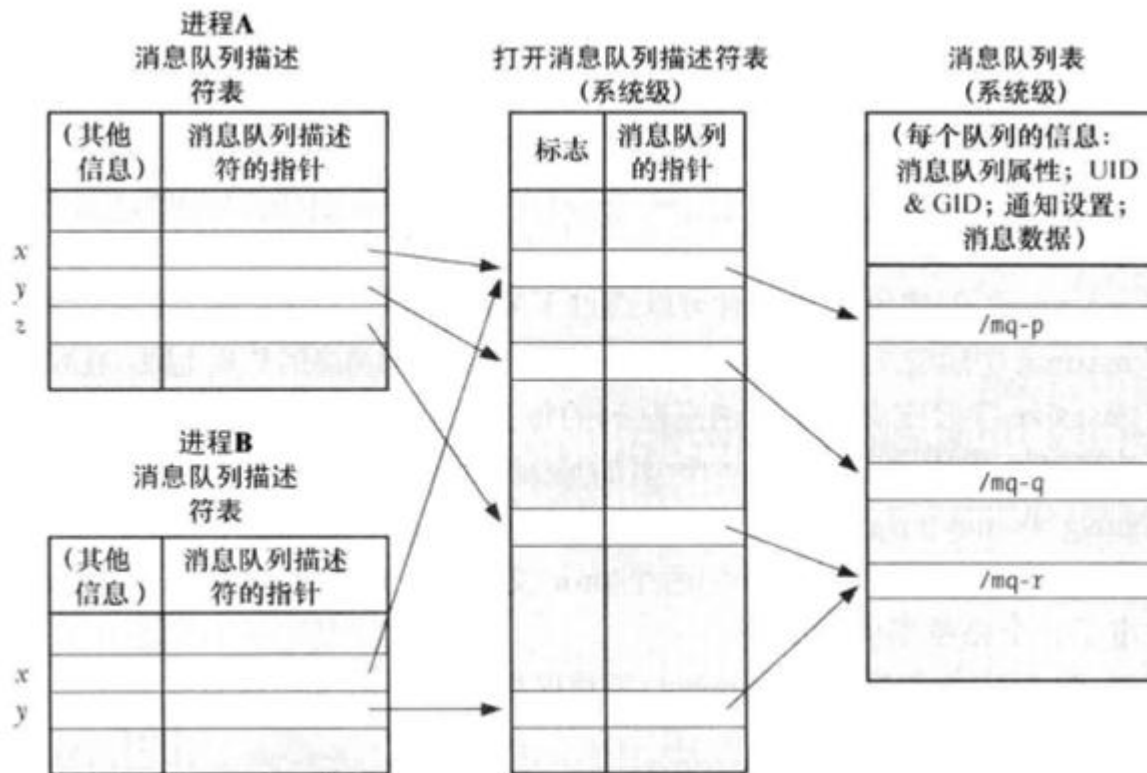 进程A
消息队列描述
符表
(其他
信息)
消息队列描述
符的指针
x
y
z
进程B
消息队列描述
符表
(其他
信息)
消息队列描述
符的指针
x
y
打开消息队列描述符表
(系统级)
标志
消息队列
的指针
消息队列表
(系统级)
(每个队列的信息:
消息队列属性; UID
& GID; 通知设置;
消息数据)
/mq-p
/mq-q
/mq-r